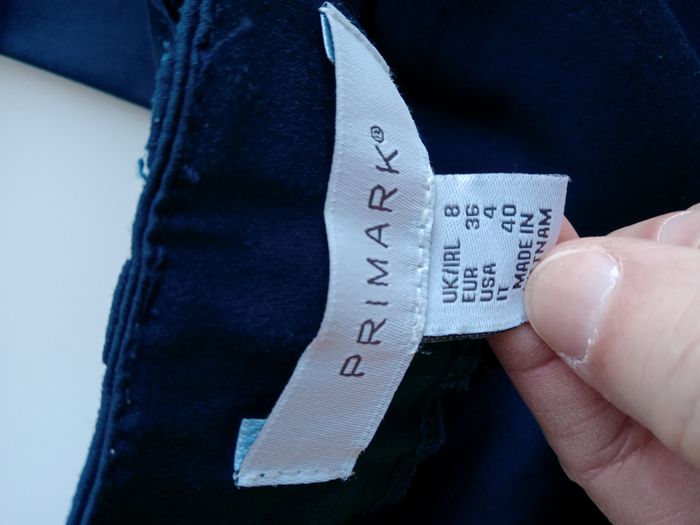 PRIMARK®
UK/IRL 8
EUR 36
USA 4
IT 40
MADE IN